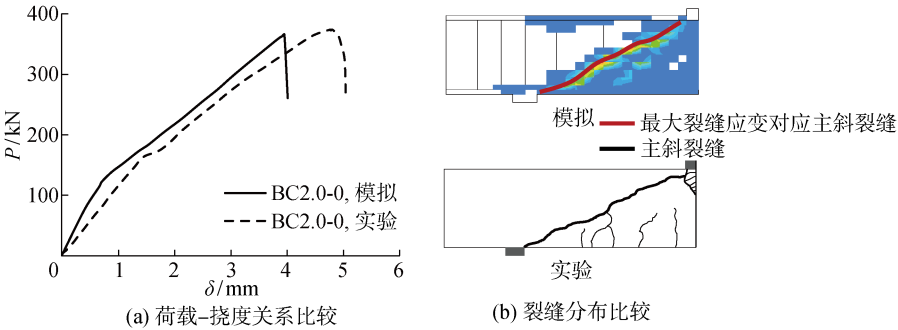 400
300
200
100
0
P/kN
BC2.0-0, 模拟
BC2.0-0, 实验
0 1 2 3 4 5 6
δ/mm
(a) 荷载–挠度关系比较
模拟
最大裂缝应变对应主斜裂缝
主斜裂缝
实验
(b) 裂缝分布比较